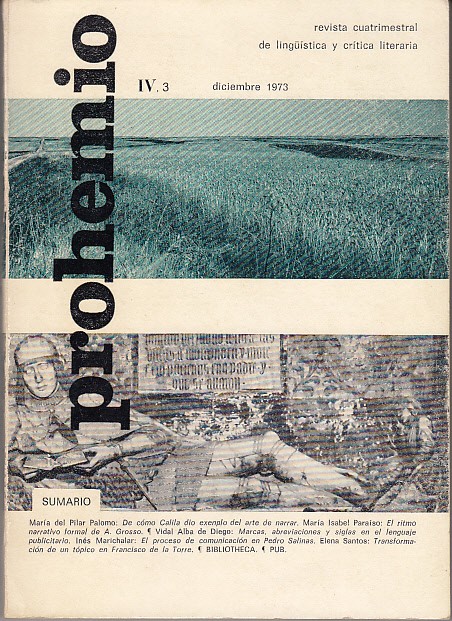 revista cuatrimestral
de lingüística y crítica literaria
IV, 3 diciembre 1973
prohemio
SUMARIO
María del Pilar Palomo: De cómo Calila dio exenplo del arte de narrar. María Isabel Paraíso: El ritmo
narrativo formal de A. Grosso. ¶ Vidal Alba de Diego: Marcas, abreviaciones y siglas en el lenguaje
publicitario. Inés Marichalar: El proceso de comunicación en Pedro Salinas. Elena Santos: Transforma-
ción de un tópico en Francisco de la Torre. ¶ BIBLIOTHECA. ¶ PUB.